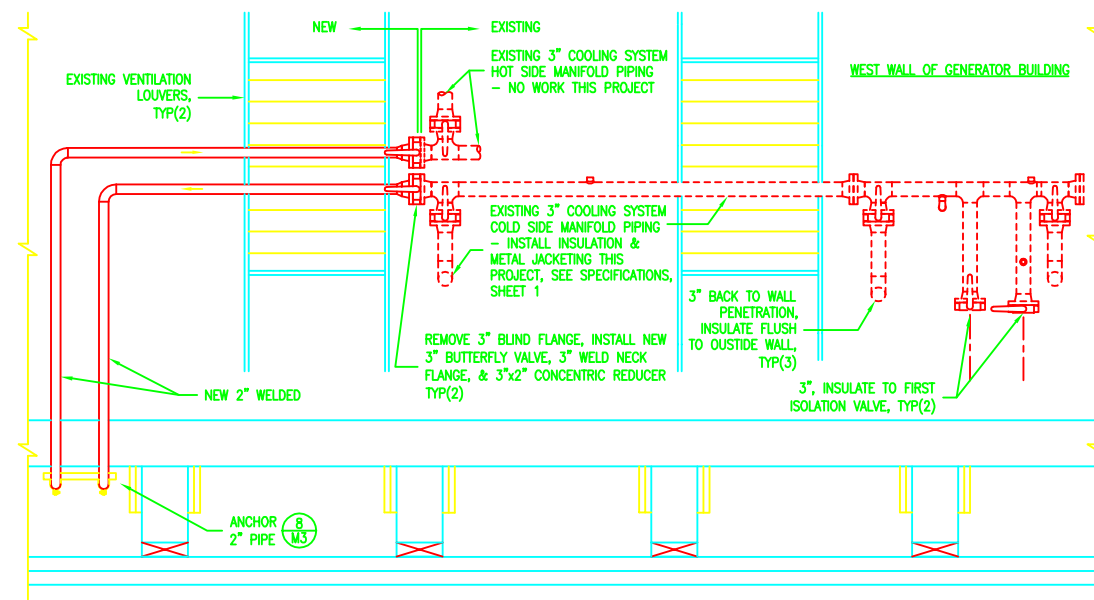 NEW
EXISTING
EXISTING 3" COOLING SYSTEM
HOT SIDE MANIFOLD PIPING
- NO WORK THIS PROJECT
WEST WALL OF GENERATOR BUILDING
EXISTING VENTILATION
LOUVERS,
TYP(2)
EXISTING 3" COOLING SYSTEM
COLD SIDE MANIFOLD PIPING
- INSTALL INSULATION &
METAL JACKETING THIS
PROJECT, SEE SPECIFICATIONS,
SHEET 1
3" BACK TO WALL
PENETRATION,
INSULATE FLUSH
TO OUSTIDE WALL,
TYP(3)
REMOVE 3" BLIND FLANGE, INSTALL NEW
3" BUTTERFLY VALVE, 3" WELD NECK
FLANGE, & 3"x2" CONCENTRIC REDUCER
TYP(2)
NEW 2" WELDED
3", INSULATE TO FIRST
ISOLATION VALVE, TYP(2)
ANCHOR
2" PIPE
8
M3